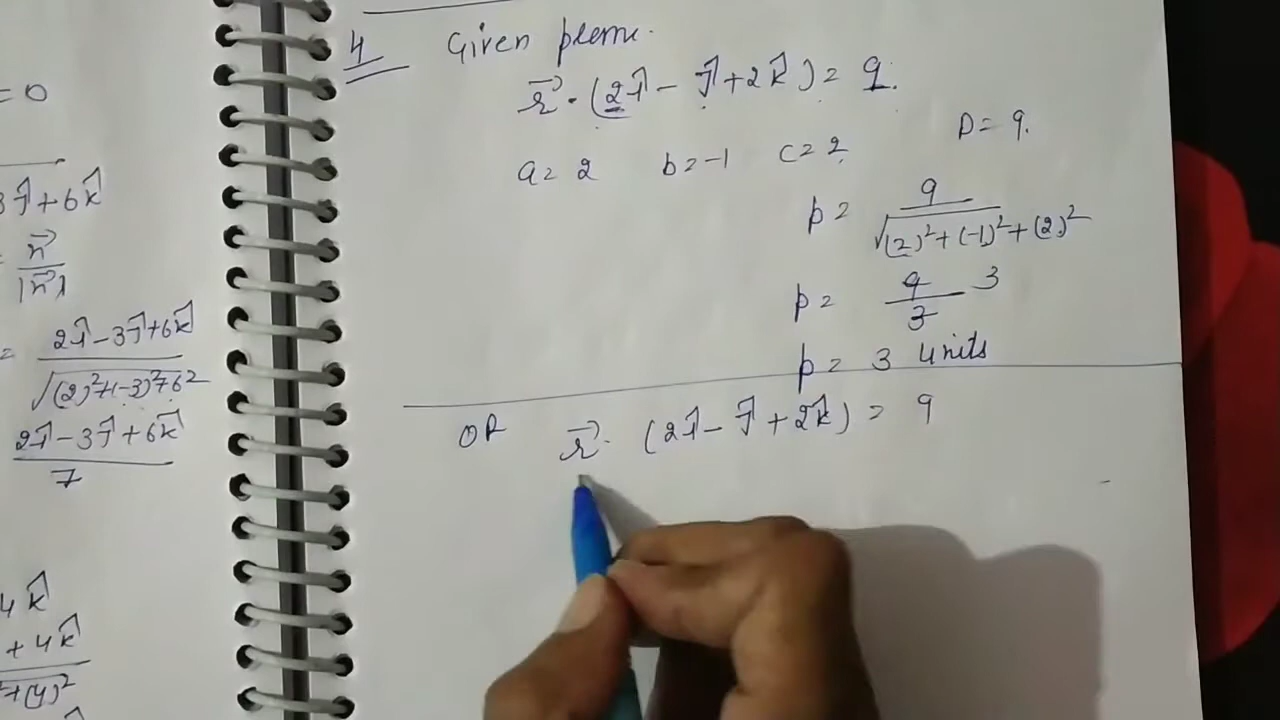 = 0
3ĵ + 6k̂
= n⃗ / |n⃗|
= 2î - 3ĵ + 6k̂ / √(2)² + (-3)² + 6²
2î - 3ĵ + 6k̂ / 7
4k̂
+ 4k̂
² + (4)²
4 Given
r⃗ · (2î - ĵ + 2k̂) = 9.
a = 2 b = -1 c = 2 D = 9.
p = 9 / √(2)² + (-1)² + (2)²
p = 9 / 3 3
p = 3 Units
OR r⃗ · (2î - ĵ + 2k̂) = 9